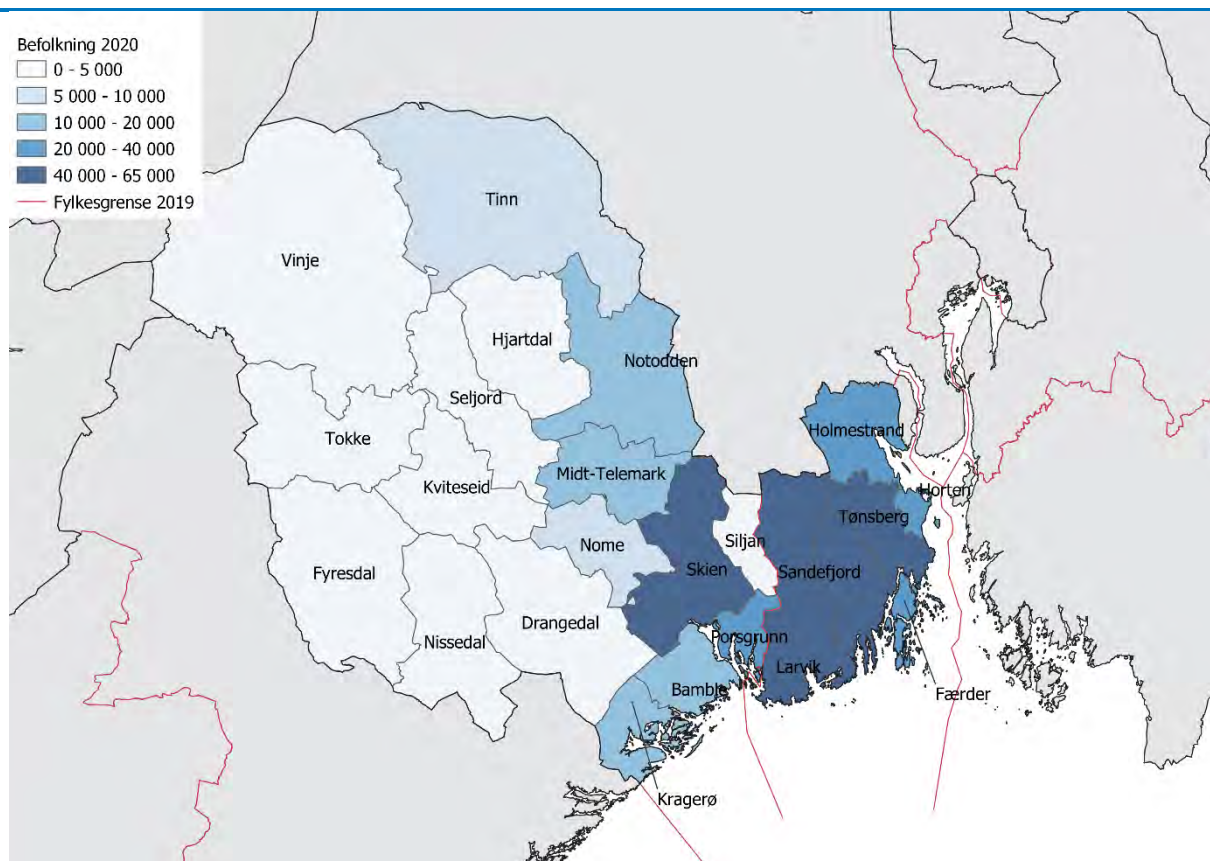 Befolkning 2020
0 - 5 000
5 000 - 10 000
10 000 - 20 000
20 000 - 40 000
40 000 - 65 000
Fylkesgrense 2019
Tinn
Vinje
Hjartdal
Notodden
Seljord
Holmestrand
Tokke
Midt-Telemark
Kviteseid
Horten
Tønsberg
Siljan
Nome
Skien
Sandefjord
Fyresdal
Drangedal
Porsgrunn
Nissedal
Larvik
Bamble
Færder
Kragerø